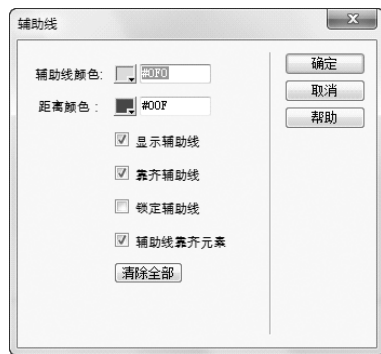 辅助线
辅助线颜色: #0F0
距离颜色: #00F
显示辅助线
靠齐辅助线
锁定辅助线
辅助线靠齐元素
清除全部
确定
取消
帮助